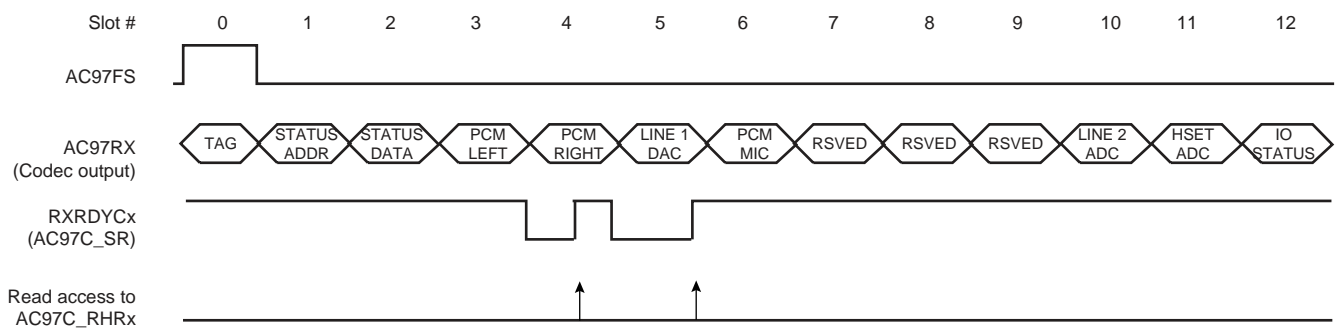 Slot # 0 1 2 3 4 5 6 7 8 9 10 11 12
AC97FS
AC97RX
(Codec output)
TAG
STATUS
ADDR
STATUS
DATA
PCM
LEFT
PCM
RIGHT
LINE 1
DAC
PCM
MIC
RSVED
RSVED
RSVED
LINE 2
ADC
HSET
ADC
IO
STATUS
RXRDYCx
(AC97C_SR)
Read access to
AC97C_RHRx